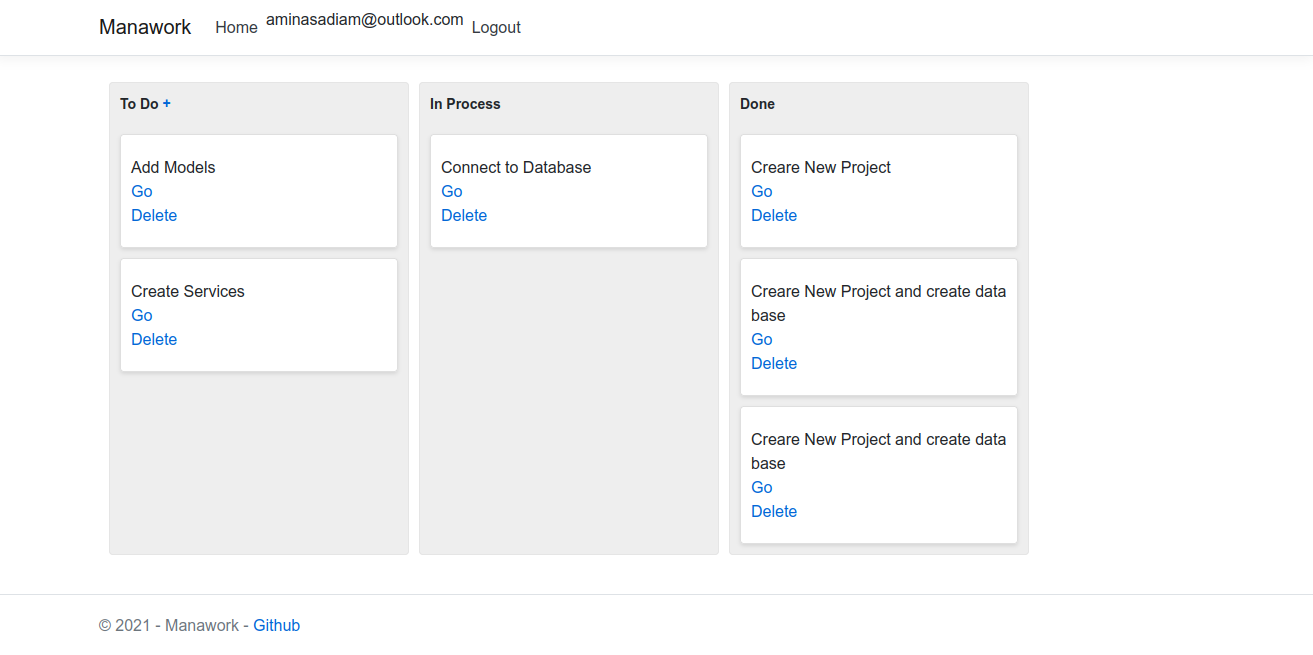 Manawork Home aminasadiam@outlook.com Logout
To Do +
Add Models
Go
Delete
Create Services
Go
Delete
In Process
Connect to Database
Go
Delete
Done
Creare New Project
Go
Delete
Creare New Project and create data
base
Go
Delete
Creare New Project and create data
base
Go
Delete
© 2021 - Manawork - Github